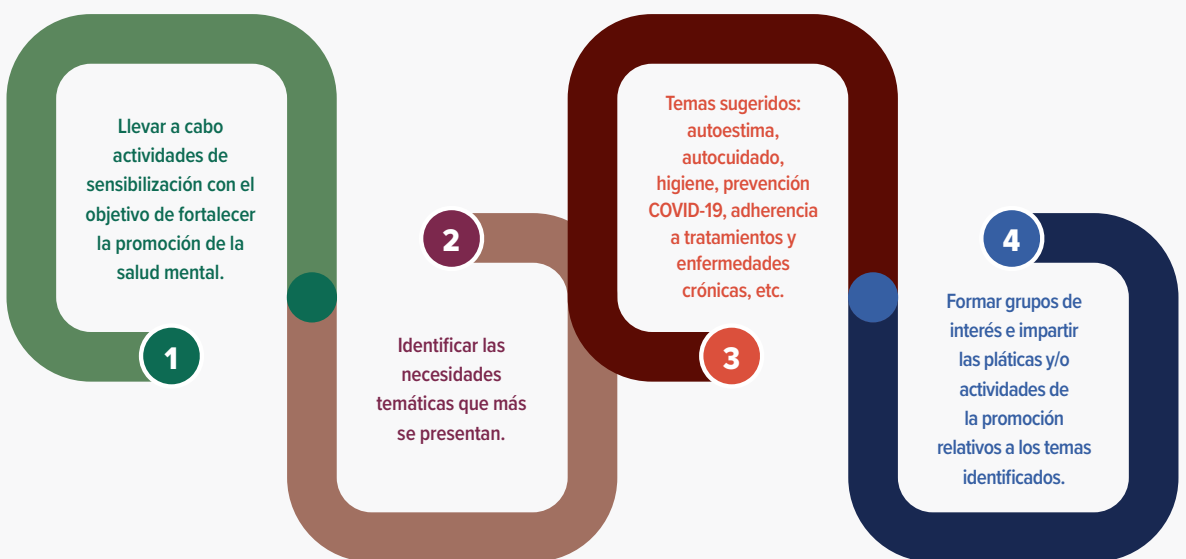 Llevar a cabo
actividades de
sensibilización con el
objetivo de fortalecer
la promoción de la
salud mental.
1
2
Identificar las
necesidades
temáticas que más
se presentan.
Temas sugeridos:
autoestima,
autocuidado,
higiene, prevención
COVID-19, adherencia
a tratamientos y
enfermedades
crónicas, etc.
3
4
Formar grupos de
interés e impartir
las pláticas y/o
actividades de
la promoción
relativos a los temas
identificados.